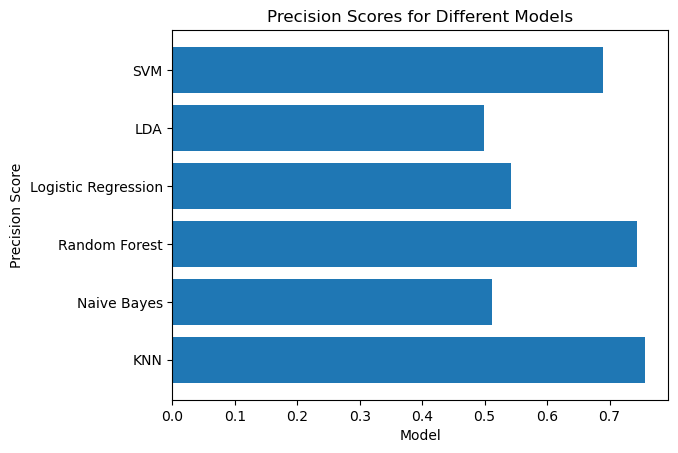 Precision Scores for Different Models
Precision Score
SVM
LDA
Logistic Regression
Random Forest
Naive Bayes
KNN
0.0 0.1 0.2 0.3 0.4 0.5 0.6 0.7
Model